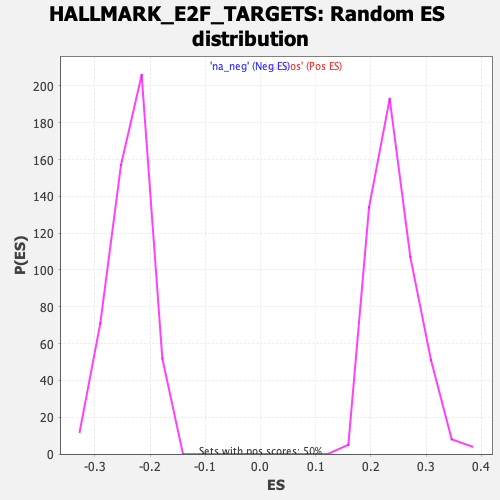 HALLMARK_E2F_TARGETS: Random ES
distribution
'na_neg' (Neg ES)os' (Pos ES)
200
180
160
140
120
100
80
60
40
20
0
P(ES)
Sets with pos scores: 50%
-0.3 -0.2 -0.1 0.0 0.1 0.2 0.3 0.4
ES